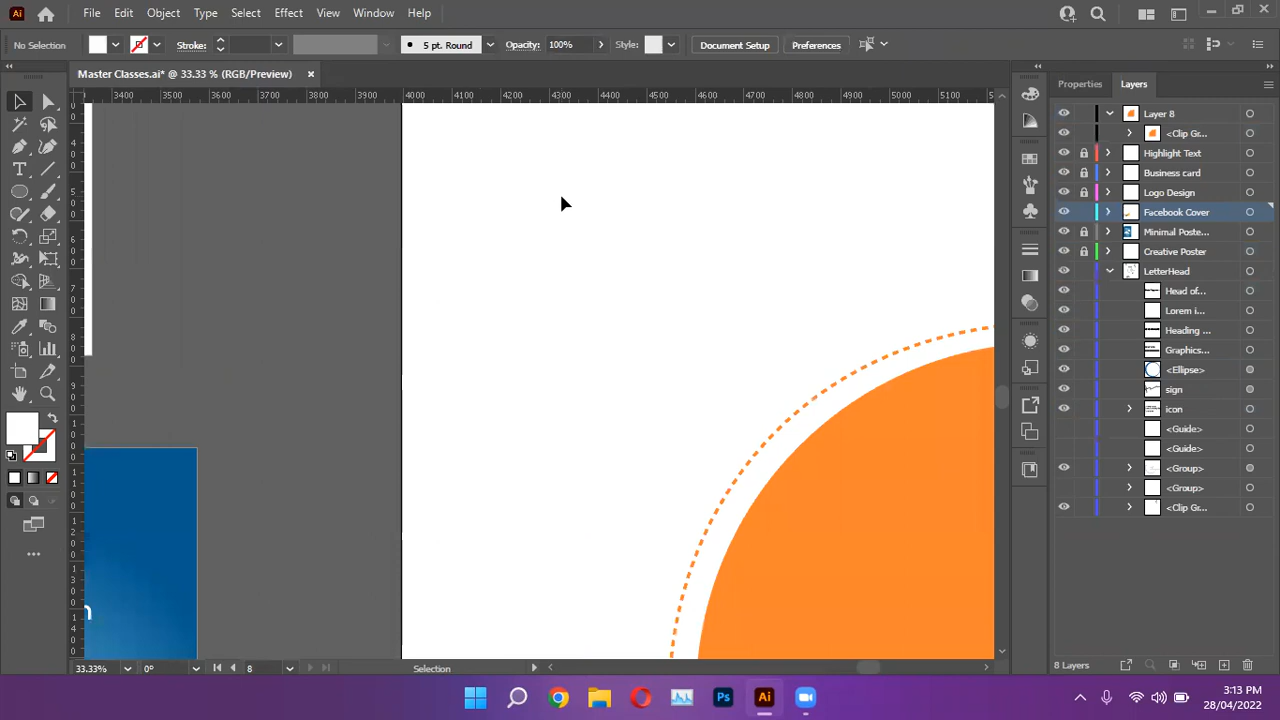 File Edit Object Type Select Effect View Window Help
No Selection Stroke: 5 pt. Round Opacity: 100% Style: Document Setup Preferences
Master Classes.ai* @ 33.33 % (RGB/Preview)
3400 3500 3600 3700 3800 3900 4000 4100 4200 4300 4400 4500 4600 4700 4800 4900 5000 5100
Properties Layers
Layer 8
<Clip Gr...
Highlight Text
Business card
Logo Design
Facebook Cover
Minimal Poste...
Creative Poster
LetterHead
Head of...
Lorem i...
Heading ...
Graphics...
<Ellipse>
sign
icon
<Guide>
<Guide>
<Group>
<Group>
<Clip Gr...
n
33.33% 0° 8 Selection 8 Layers
3:13 PM
28/04/2022